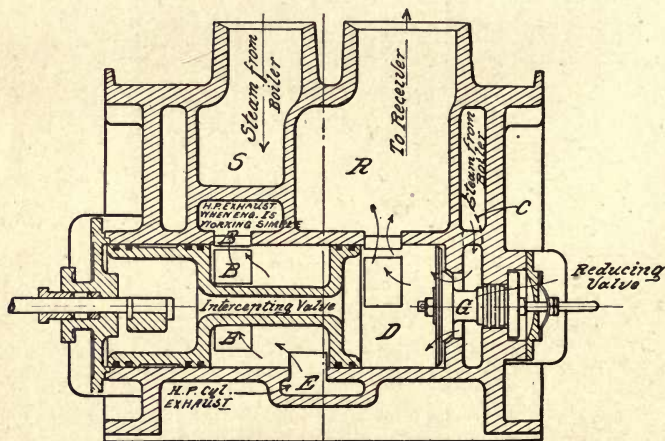 Steam from
Boiler
S
To Receiver
R
Steam from
Boiler
C
H.P. EXHAUST
WHEN ENG. IS
WORKING SIMPLE
B
B
Intercepting Valve
B
D
G
Reducing
Valve
E
H.P. Cyl.
EXHAUST